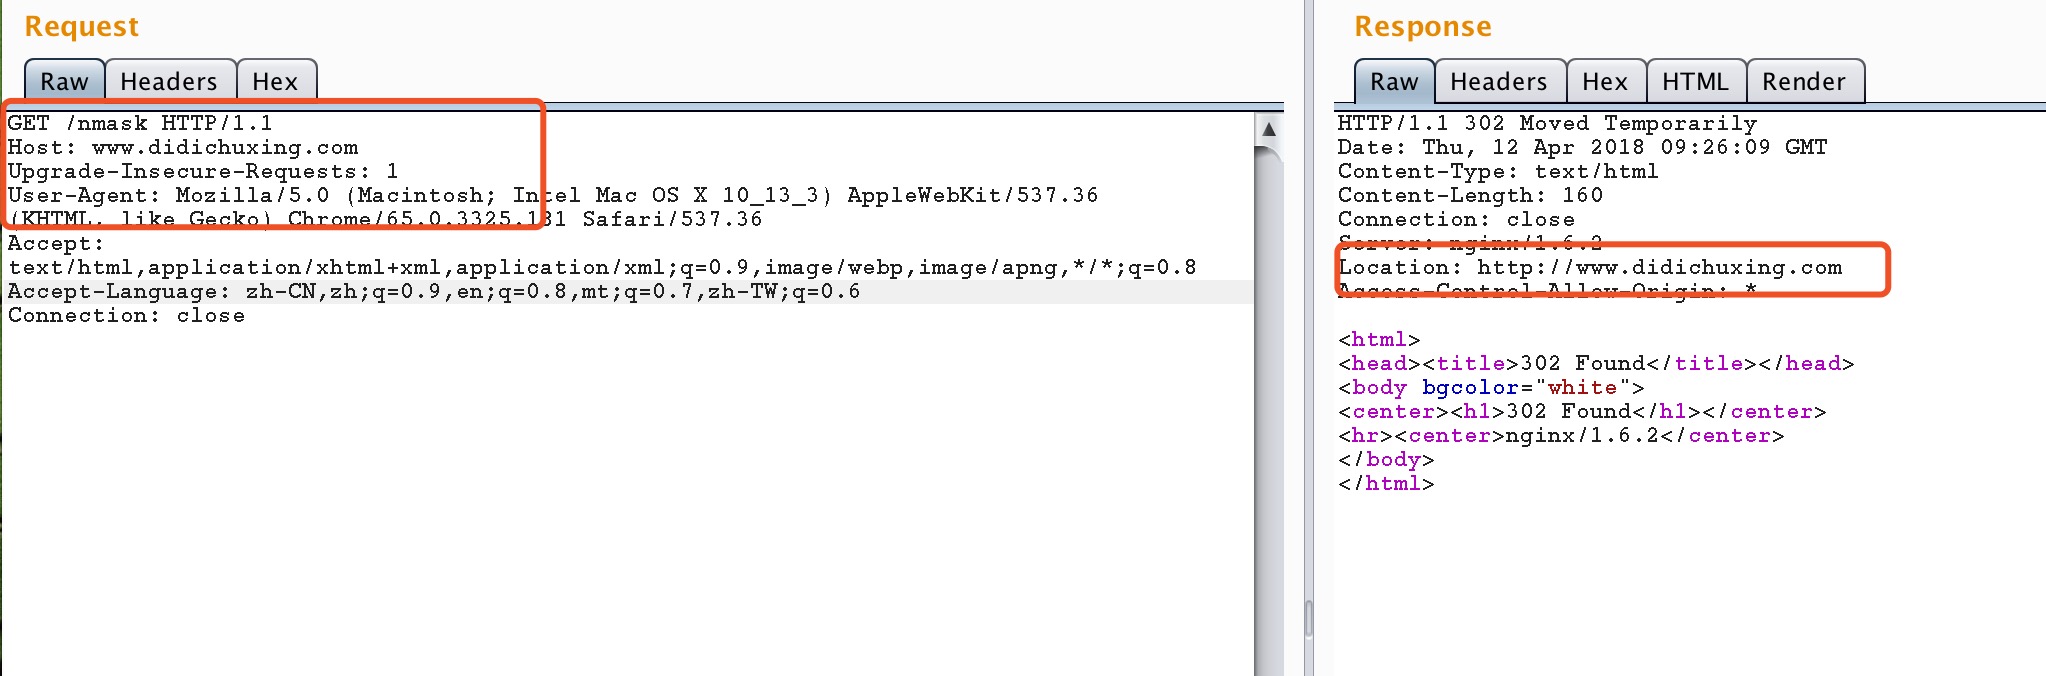 Request
Raw Headers Hex
GET /nmask HTTP/1.1
Host: www.didichuxing.com
Upgrade-Insecure-Requests: 1
User-Agent: Mozilla/5.0 (Macintosh; Intel Mac OS X 10_13_3) AppleWebKit/537.36
(KHTML, like Gecko) Chrome/65.0.3325.181 Safari/537.36
Accept:
text/html,application/xhtml+xml,application/xml;q=0.9,image/webp,image/apng,*/*;q=0.8
Accept-Language: zh-CN,zh;q=0.9,en;q=0.8,mt;q=0.7,zh-TW;q=0.6
Connection: close
Response
Raw Headers Hex HTML Render
HTTP/1.1 302 Moved Temporarily
Date: Thu, 12 Apr 2018 09:26:09 GMT
Content-Type: text/html
Content-Length: 160
Connection: close
Server: nginx/1.6.2
Location: http://www.didichuxing.com
Access-Control-Allow-Origin: *
<html>
<head><title>302 Found</title></head>
<body bgcolor="white">
<center><h1>302 Found</h1></center>
<hr><center>nginx/1.6.2</center>
</body>
</html>